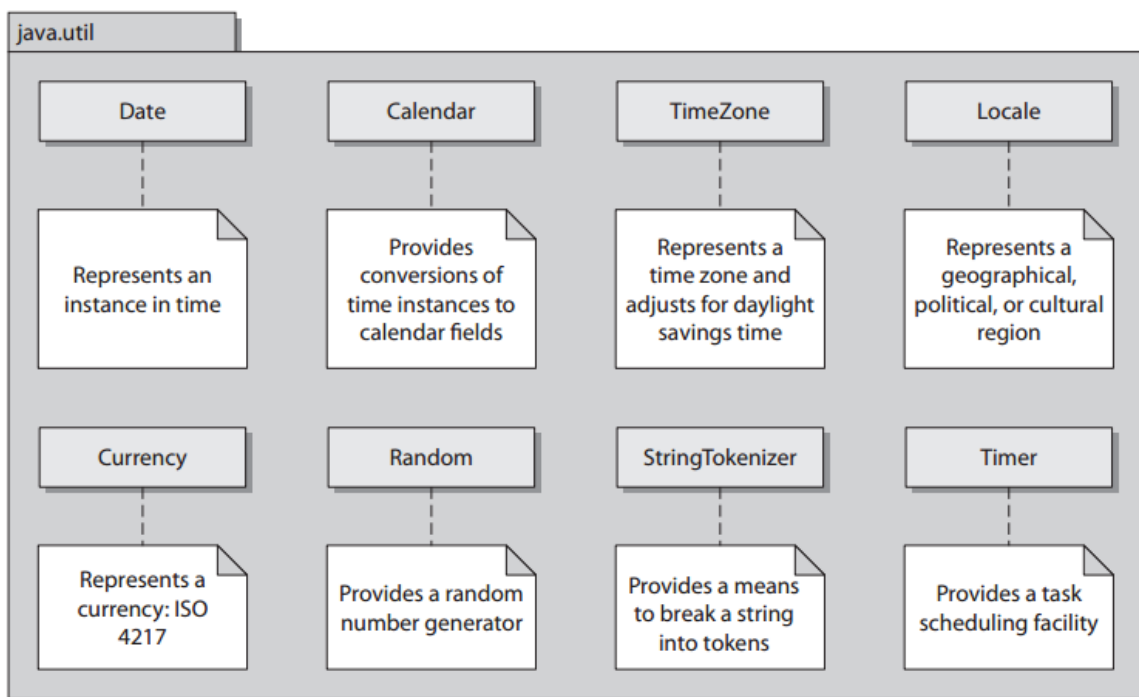 java.util
Date
Calendar
TimeZone
Locale
Represents an
instance in time
Provides
conversions of
time instances to
calendar fields
Represents a
time zone and
adjusts for daylight
savings time
Represents a
geographical,
political, or cultural
region
Currency
Random
StringTokenizer
Timer
Represents a
currency: ISO
4217
Provides a random
number generator
Provides a means
to break a string
into tokens
Provides a task
scheduling facility